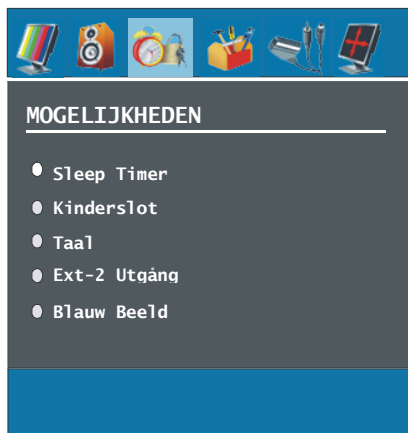 MOGELIJKHEDEN
Sleep Timer
Kinderslot
Taal
Ext-2 Utgång
Blauw Beeld